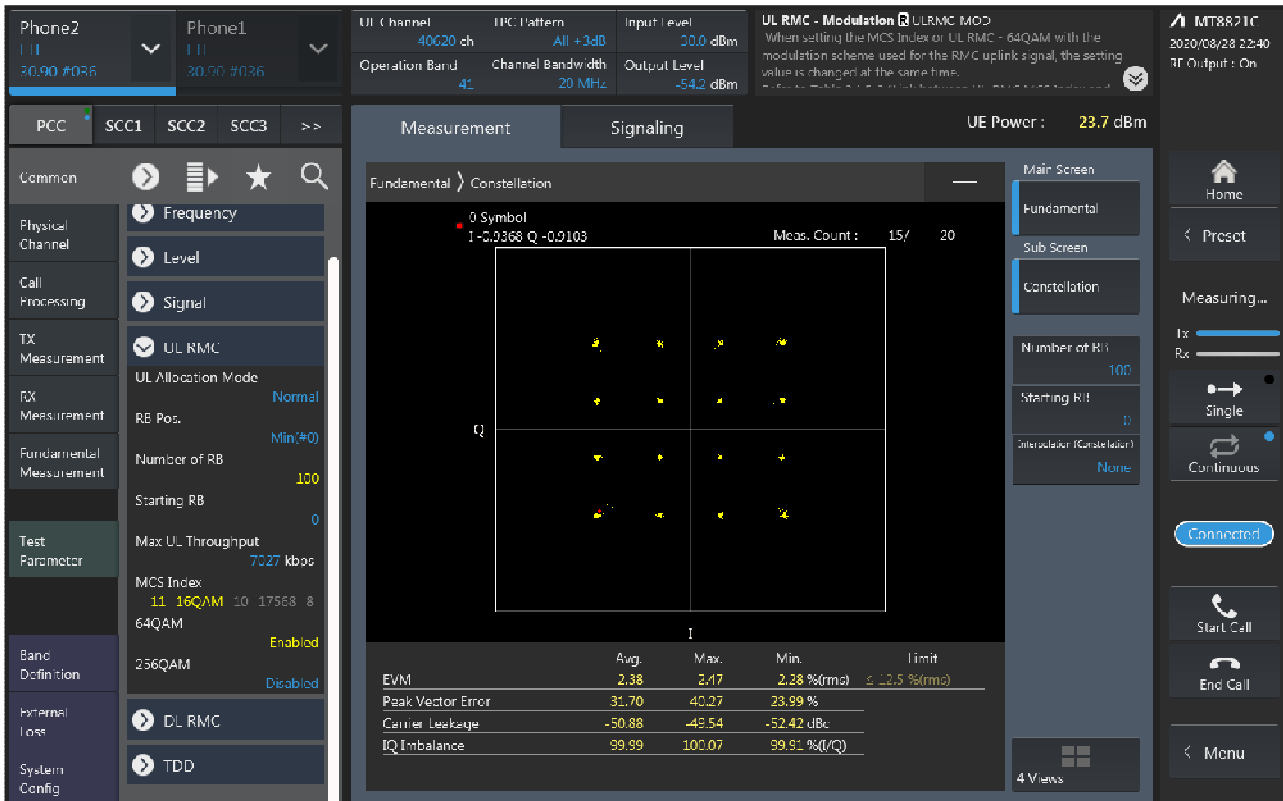 Phone2
LTE
30.90 #036
Phone1
LTE
30.90 #036
UL Channel
40620 ch
TPC Pattern
All +3dB
Input Level
30.0 dBm
Operation Band
41
Channel Bandwidth
20 MHz
Output Level
-54.2 dBm
UL RMC - Modulation R ULRMC_MOD
When setting the MCS Index or UL RMC - 64QAM with the
modulation scheme used for the RMC uplink signal, the setting
value is changed at the same time.
MT8821C
2020/08/28 22:40
RF Output : On
PCC
SCC1
SCC2
SCC3
>>
Measurement
Signaling
UE Power : 23.7 dBm
Common
Physical
Channel
Call
Processing
TX
Measurement
RX
Measurement
Fundamental
Measurement
Test
Parameter
Band
Definition
External
Loss
System
Config
Frequency
Level
Signal
UL RMC
UL Allocation Mode
Normal
RB Pos.
Min(#0)
Number of RB
100
Starting RB
0
Max UL Throughput
7027 kbps
MCS Index
11 16QAM 10 17568 8
64QAM
Enabled
256QAM
Disabled
DL RMC
TDD
Fundamental > Constellation
0 Symbol
I -0.9368 Q -0.9103
Meas. Count : 15/ 20
Q
I
Avg. Max. Min. Limit
EVM 2.38 2.47 2.28 %(rms) ≤ 12.5 %(rms)
Peak Vector Error 31.70 40.27 23.99 %
Carrier Leakage -50.88 -49.54 -52.42 dBc
IQ Imbalance 99.99 100.07 99.91 %(I/Q)
Main Screen
Fundamental
Sub Screen
Constellation
Number of RB
100
Starting RB
0
Interpolation (Constellation)
None
4 Views
Home
< Preset
Measuring...
Tx
Rx
Single
Continuous
Connected
Start Call
End Call
< Menu